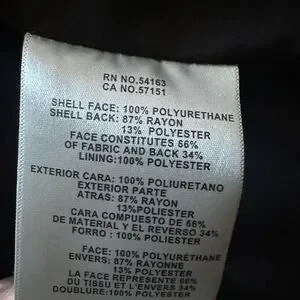 RN NO.54163
CA NO.57151
SHELL FACE: 100% POLYURETHANE
SHELL BACK: 87% RAYON
13% POLYESTER
FACE CONSTITUTES 66%
OF FABRIC AND BACK 34%
LINING:100% POLYESTER
EXTERIOR CARA: 100% POLIURETANO
EXTERIOR PARTE
ATRAS: 87% RAYON
13%POLIESTER
CARA COMPUESTO DE 66%
DE MATERIAL Y EL REVERSO 34%
FORRO : 100% POLIESTER
FACE: 100% POLYURÉTHANE
ENVERS: 87% RAYONNE
13% POLYESTER
LA FACE REPRÉSENTE 66%
DU TISSU ET L'ENVERS 34%
DOUBLURE:100% POLYESTER